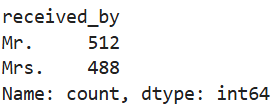 received_by
Mr.     512
Mrs.    488
Name: count, dtype: int64